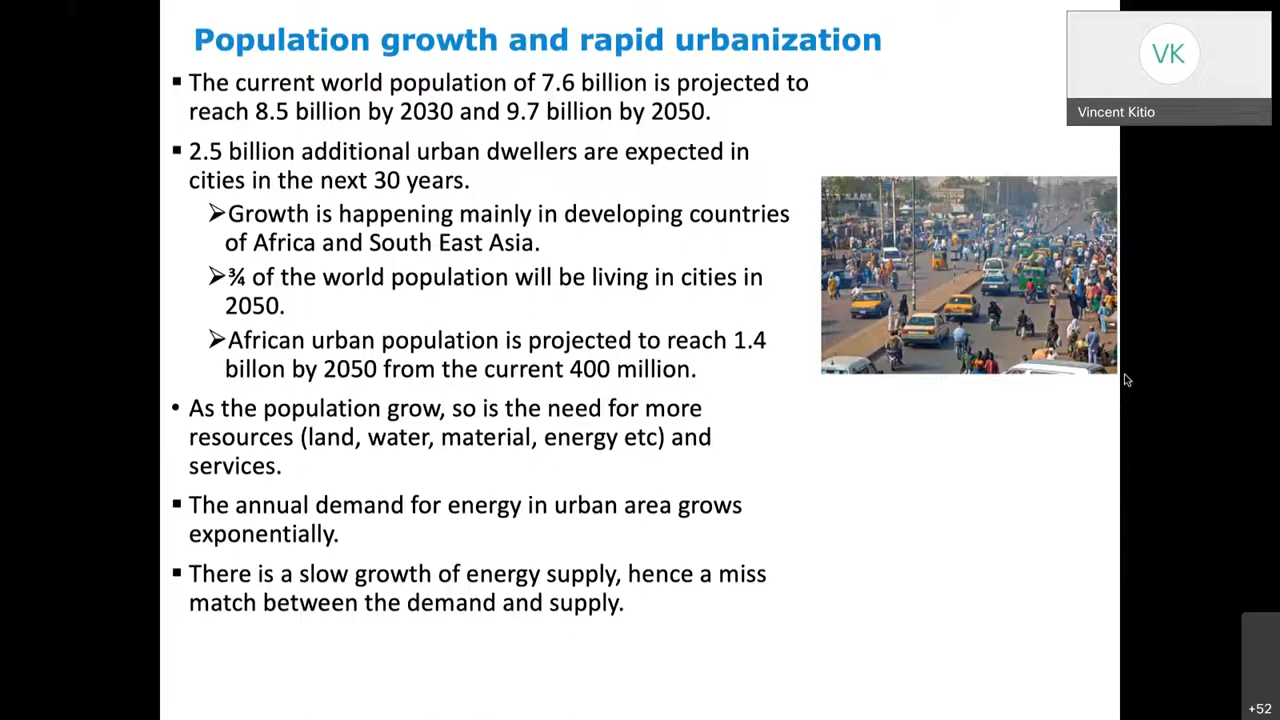 Population growth and rapid urbanization
▪ The current world population of 7.6 billion is projected to
reach 8.5 billion by 2030 and 9.7 billion by 2050.
▪ 2.5 billion additional urban dwellers are expected in
cities in the next 30 years.
➢Growth is happening mainly in developing countries
of Africa and South East Asia.
➢¾ of the world population will be living in cities in
2050.
➢African urban population is projected to reach 1.4
billon by 2050 from the current 400 million.
• As the population grow, so is the need for more
resources (land, water, material, energy etc) and
services.
▪ The annual demand for energy in urban area grows
exponentially.
▪ There is a slow growth of energy supply, hence a miss
match between the demand and supply.
VK
Vincent Kitio
+52